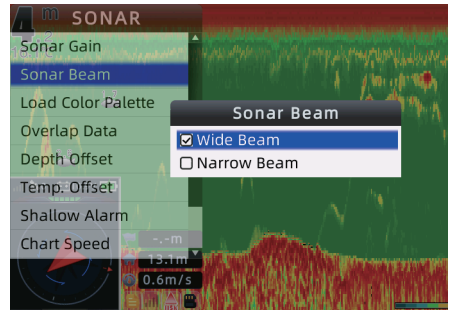 4 m
SONAR
Sonar Gain
Sonar Beam
Load Color Palette
Overlap Data
Depth Offset
Temp. Offset
Shallow Alarm
Chart Speed
Sonar Beam
Wide Beam
Narrow Beam
-.-m
13.1m
0.6m/s